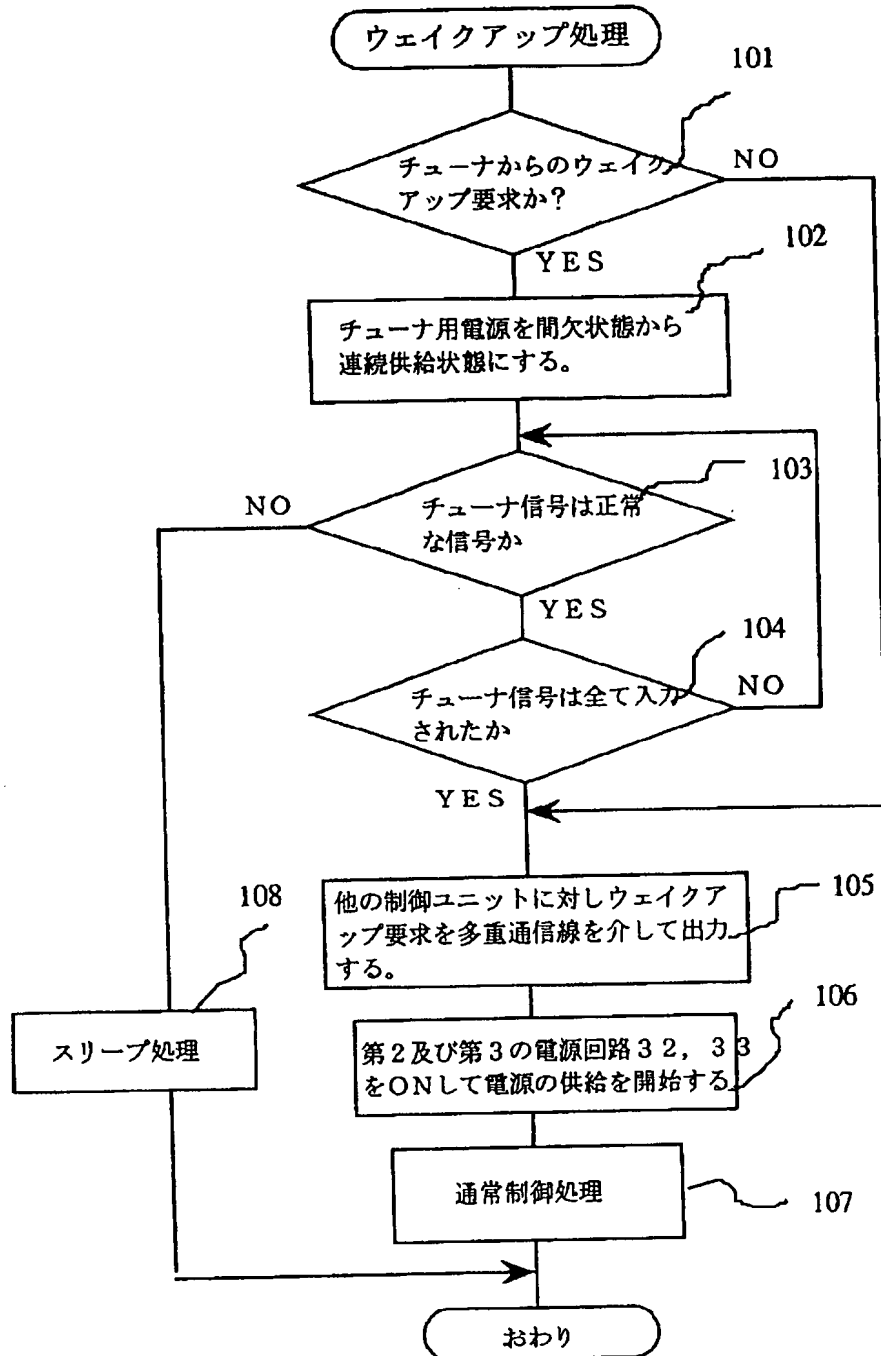 ウェイクアップ処理
101
チューナからのウェイク
アップ要求か?
NO
YES
102
チューナ用電源を間欠状態から
連続供給状態にする。
103
チューナ信号は正常
な信号か
NO
YES
104
チューナ信号は全て入力
されたか
NO
YES
105
他の制御ユニットに対しウェイクア
ップ要求を多重通信線を介して出力
する。
108
スリープ処理
106
第2及び第3の電源回路32,33
をONして電源の供給を開始する
通常制御処理
107
おわり